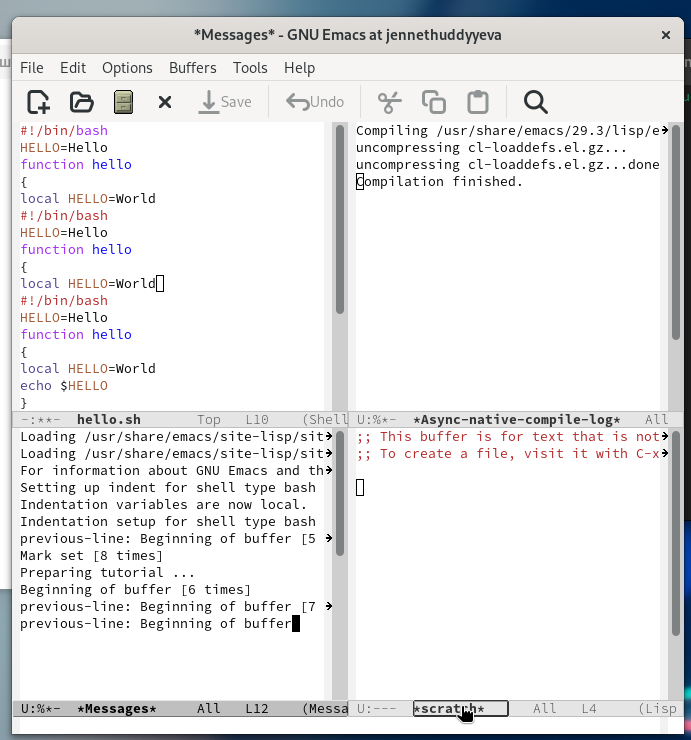 *Messages* - GNU Emacs at jennethuddyyeva
File Edit Options Buffers Tools Help
Save Undo
#!/bin/bash
HELLO=Hello
function hello
{
local HELLO=World
#!/bin/bash
HELLO=Hello
function hello
{
local HELLO=World
#!/bin/bash
HELLO=Hello
function hello
{
local HELLO=World
echo $HELLO
}
-:**- hello.sh Top L10 (Shell
Compiling /usr/share/emacs/29.3/lisp/e
uncompressing cl-loaddefs.el.gz...
uncompressing cl-loaddefs.el.gz...done
Compilation finished.
U:%*- *Async-native-compile-log* All
Loading /usr/share/emacs/site-lisp/sit
Loading /usr/share/emacs/site-lisp/sit
For information about GNU Emacs and th
Setting up indent for shell type bash
Indentation variables are now local.
Indentation setup for shell type bash
previous-line: Beginning of buffer [5
Mark set [8 times]
Preparing tutorial ...
Beginning of buffer [6 times]
previous-line: Beginning of buffer [7
previous-line: Beginning of buffer
U:%*- *Messages* All L12 (Messa
;; This buffer is for text that is not
;; To create a file, visit it with C-x
U:--- *scratch* All L4 (Lisp